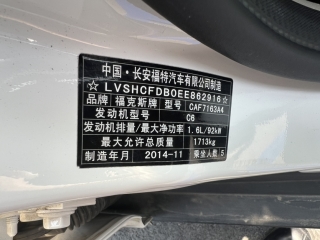 中国·长安福特汽车有限公司制造
☆LVSHCFDB0EE862916☆
品牌 福克斯牌 型号 CAF7163A4
发动机型号 C6
发动机排量/最大净功率 1.6L/92kW
最大允许总质量 1713kg
制造年月 2014-11 乘坐人数 5